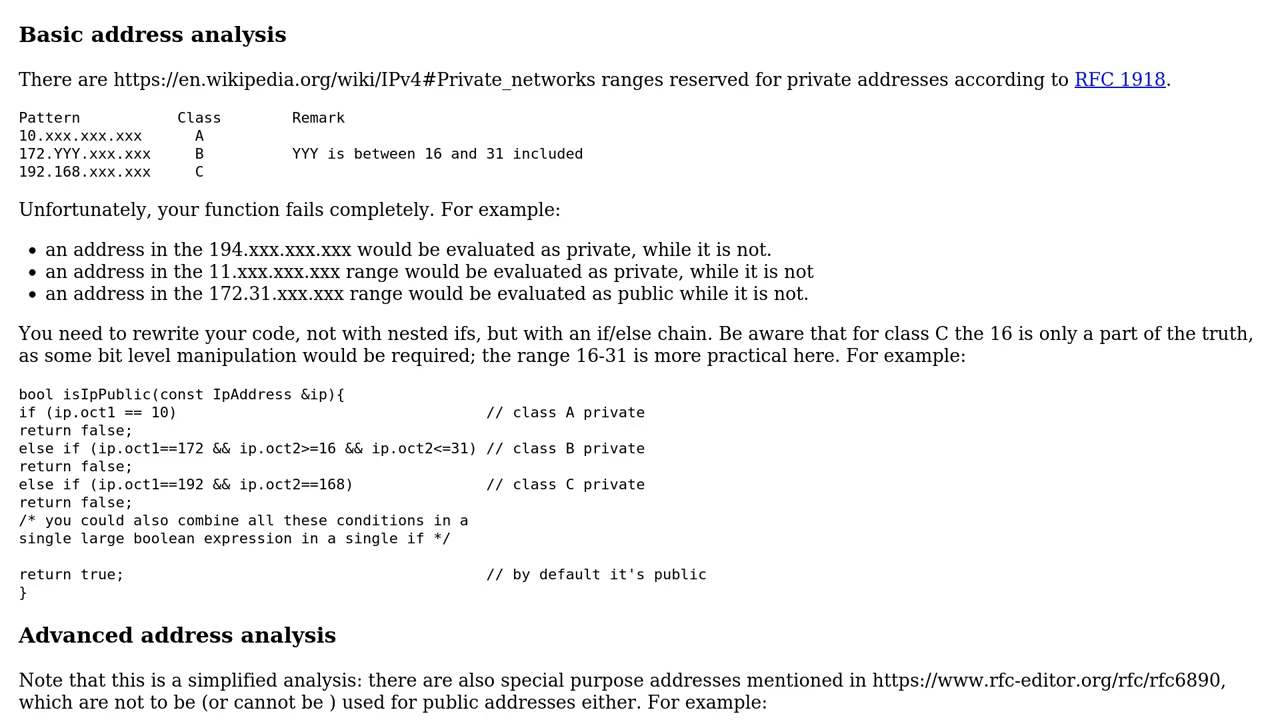 Basic address analysis
There are https://en.wikipedia.org/wiki/IPv4#Private_networks ranges reserved for private addresses according to RFC 1918.
Pattern           Class        Remark
10.xxx.xxx.xxx      A
172.YYY.xxx.xxx     B          YYY is between 16 and 31 included
192.168.xxx.xxx     C
Unfortunately, your function fails completely. For example:
• an address in the 194.xxx.xxx.xxx would be evaluated as private, while it is not.
• an address in the 11.xxx.xxx.xxx range would be evaluated as private, while it is not
• an address in the 172.31.xxx.xxx range would be evaluated as public while it is not.
You need to rewrite your code, not with nested ifs, but with an if/else chain. Be aware that for class C the 16 is only a part of the truth,
as some bit level manipulation would be required; the range 16-31 is more practical here. For example:
bool isIpPublic(const IpAddress &ip){
if (ip.oct1 == 10)                                   // class A private
return false;
else if (ip.oct1==172 && ip.oct2>=16 && ip.oct2<=31) // class B private
return false;
else if (ip.oct1==192 && ip.oct2==168)               // class C private
return false;
/* you could also combine all these conditions in a
single large boolean expression in a single if */
return true;                                         // by default it's public
}
Advanced address analysis
Note that this is a simplified analysis: there are also special purpose addresses mentioned in https://www.rfc-editor.org/rfc/rfc6890,
which are not to be (or cannot be ) used for public addresses either. For example: